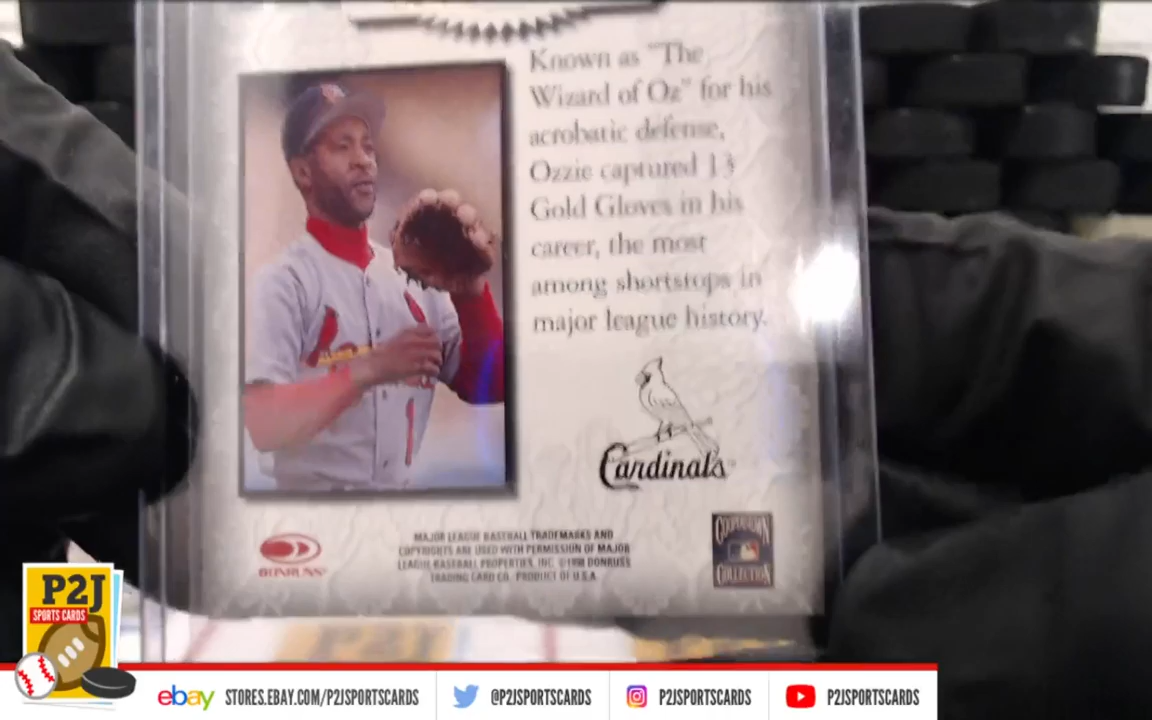 Known as "The
Wizard of Oz" for his
acrobatic defense,
Ozzie captured 13
Gold Gloves in his
career, the most
among shortstops in
major league history.
1
Cardinals
DONRUSS
MAJOR LEAGUE BASEBALL TRADEMARKS AND
COPYRIGHTS ARE USED WITH PERMISSION OF MAJOR
LEAGUE BASEBALL PROPERTIES, INC. ©1998 DONRUSS
TRADING CARD CO. PRODUCT OF U.S.A.
COOPERSTOWN
COLLECTION
P2J
SPORTS CARDS
ebay STORES.EBAY.COM/P2JSPORTSCARDS
@P2JSPORTSCARDS
P2JSPORTSCARDS
P2JSPORTSCARDS